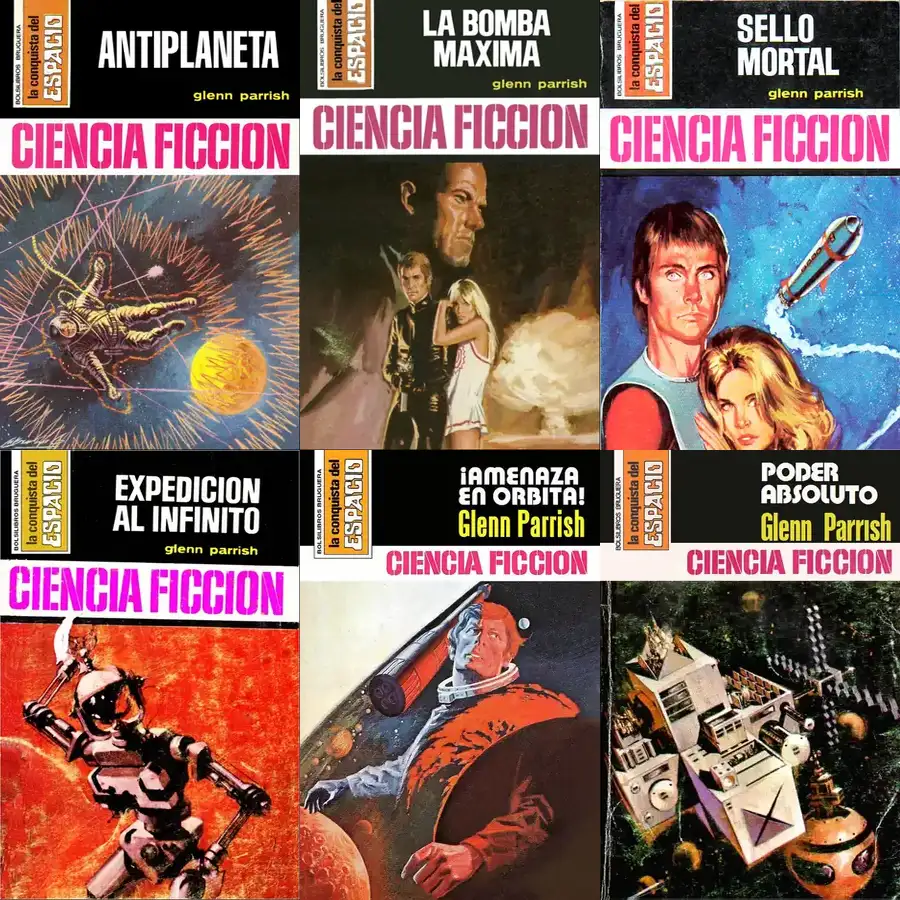 BOLSILIBROS BRUGUERA
la conquista del
ESPACIO
ANTIPLANETA
glenn parrish
CIENCIA FICCION
BOLSILIBROS BRUGUERA
la conquista del
ESPACIO
LA BOMBA
MAXIMA
glenn parrish
CIENCIA FICCION
BOLSILIBROS BRUGUERA
la conquista del
ESPACIO
SELLO
MORTAL
glenn parrish
CIENCIA FICCION
BOLSILIBROS BRUGUERA
la conquista del
ESPACIO
EXPEDICION
AL INFINITO
glenn parrish
CIENCIA FICCION
BOLSILIBROS BRUGUERA
la conquista del
ESPACIO
¡AMENAZA
EN ORBITA!
Glenn Parrish
CIENCIA FICCION
BOLSILIBROS BRUGUERA
la conquista del
ESPACIO
PODER
ABSOLUTO
Glenn Parrish
CIENCIA FICCION